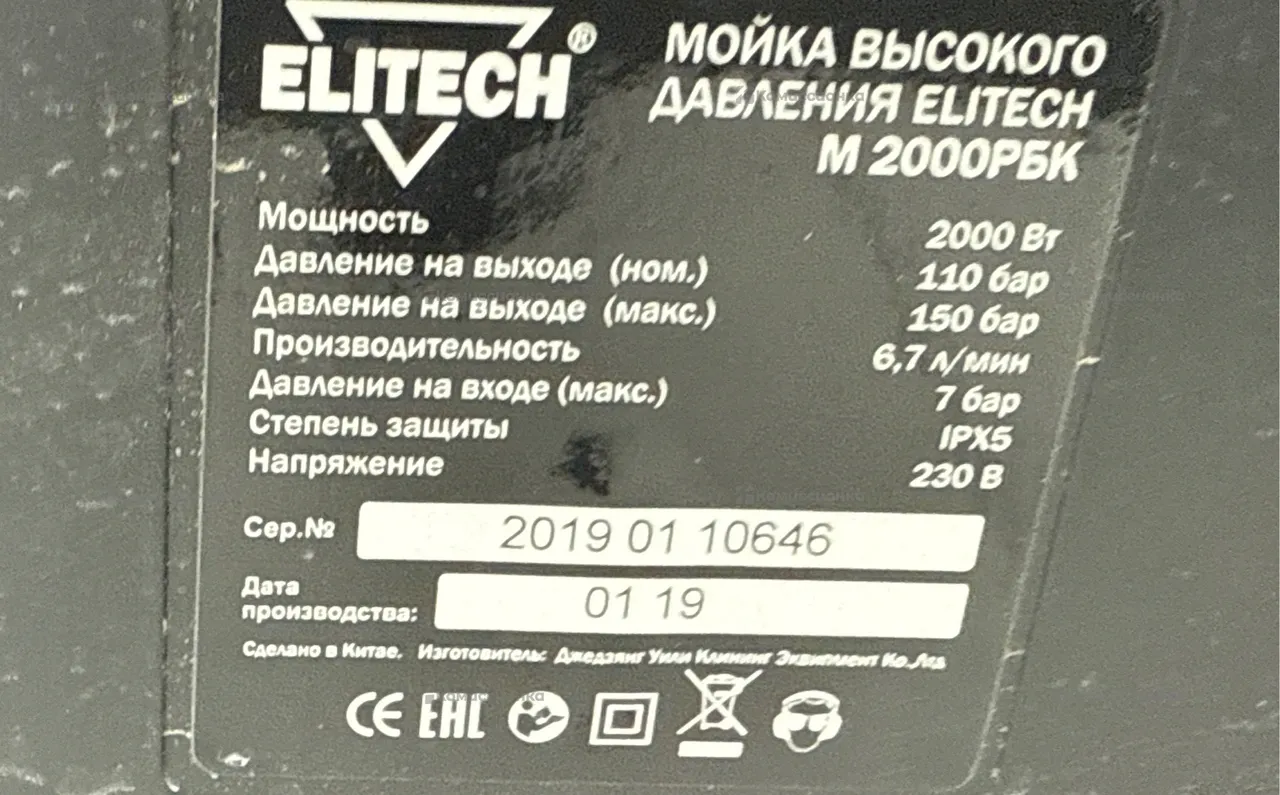 ELITECH®
МОЙКА ВЫСОКОГО
ДАВЛЕНИЯ ELITECH
М 2000РБК
Мощность 2000 Вт
Давление на выходе (ном.) 110 бар
Давление на выходе (макс.) 150 бар
Производительность 6,7 л/мин
Давление на входе (макс.) 7 бар
Степень защиты IPX5
Напряжение 230 В
Сер.№ 2019 01 10646
Дата
производства: 01 19
Сделано в Китае. Изготовитель: Джедзянг Уили Клининг Эквипмент Ко.Лтд
CE EAC